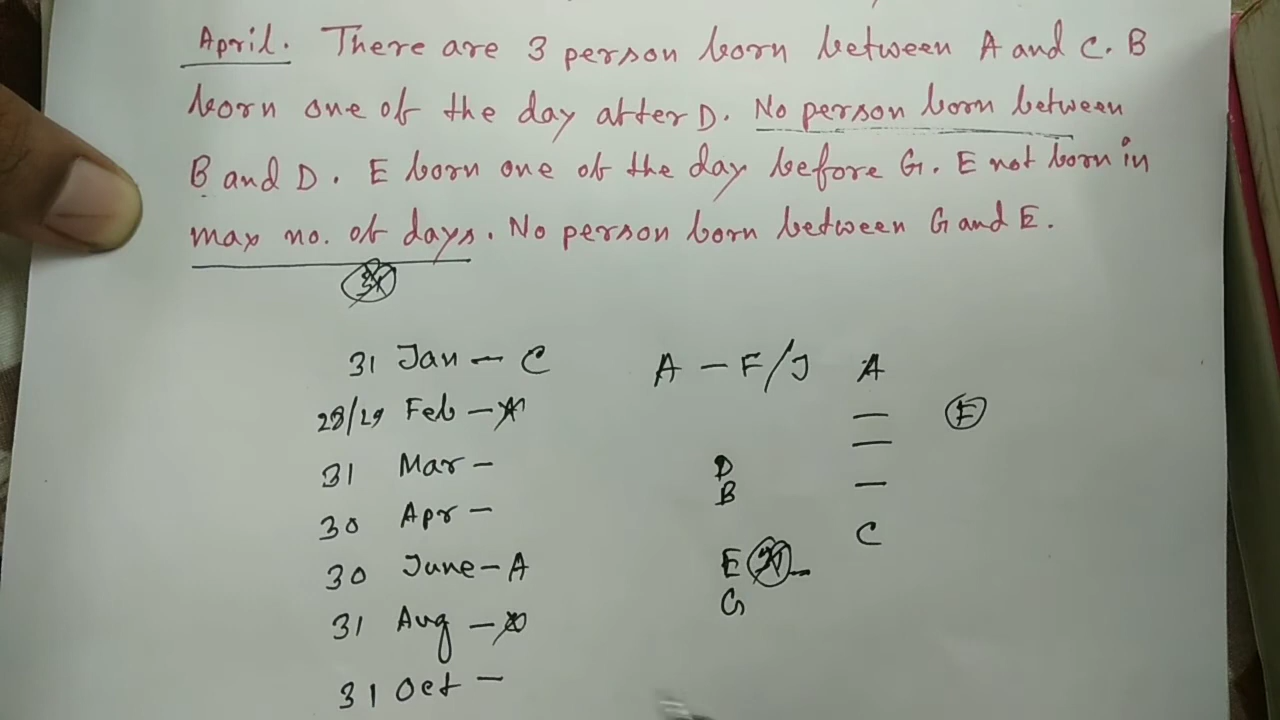 April. There are 3 person born between A and C. B
born one of the day after D. No person born between
B and D. E born one of the day before G. E not born in
max no. of days. No person born between G and E.
31
31 Jan - C A - F/J A
28/29 Feb - A - F
31 Mar - D -
30 Apr - B -
30 June - A E 31 - C
31 Aug - G
31 Oct -